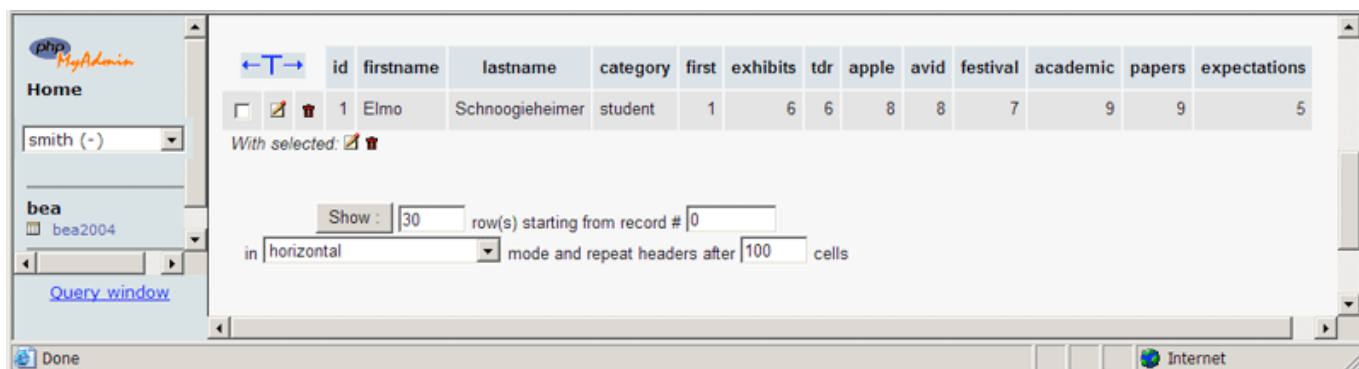 php
MyAdmin
Home
smith (-)
bea
bea2004
Query window
←T→ id firstname lastname category first exhibits tdr apple avid festival academic papers expectations
1 Elmo Schnoogieheimer student 1 6 6 8 8 7 9 9 5
With selected:
Show : 30 row(s) starting from record # 0
in horizontal mode and repeat headers after 100 cells
Done Internet